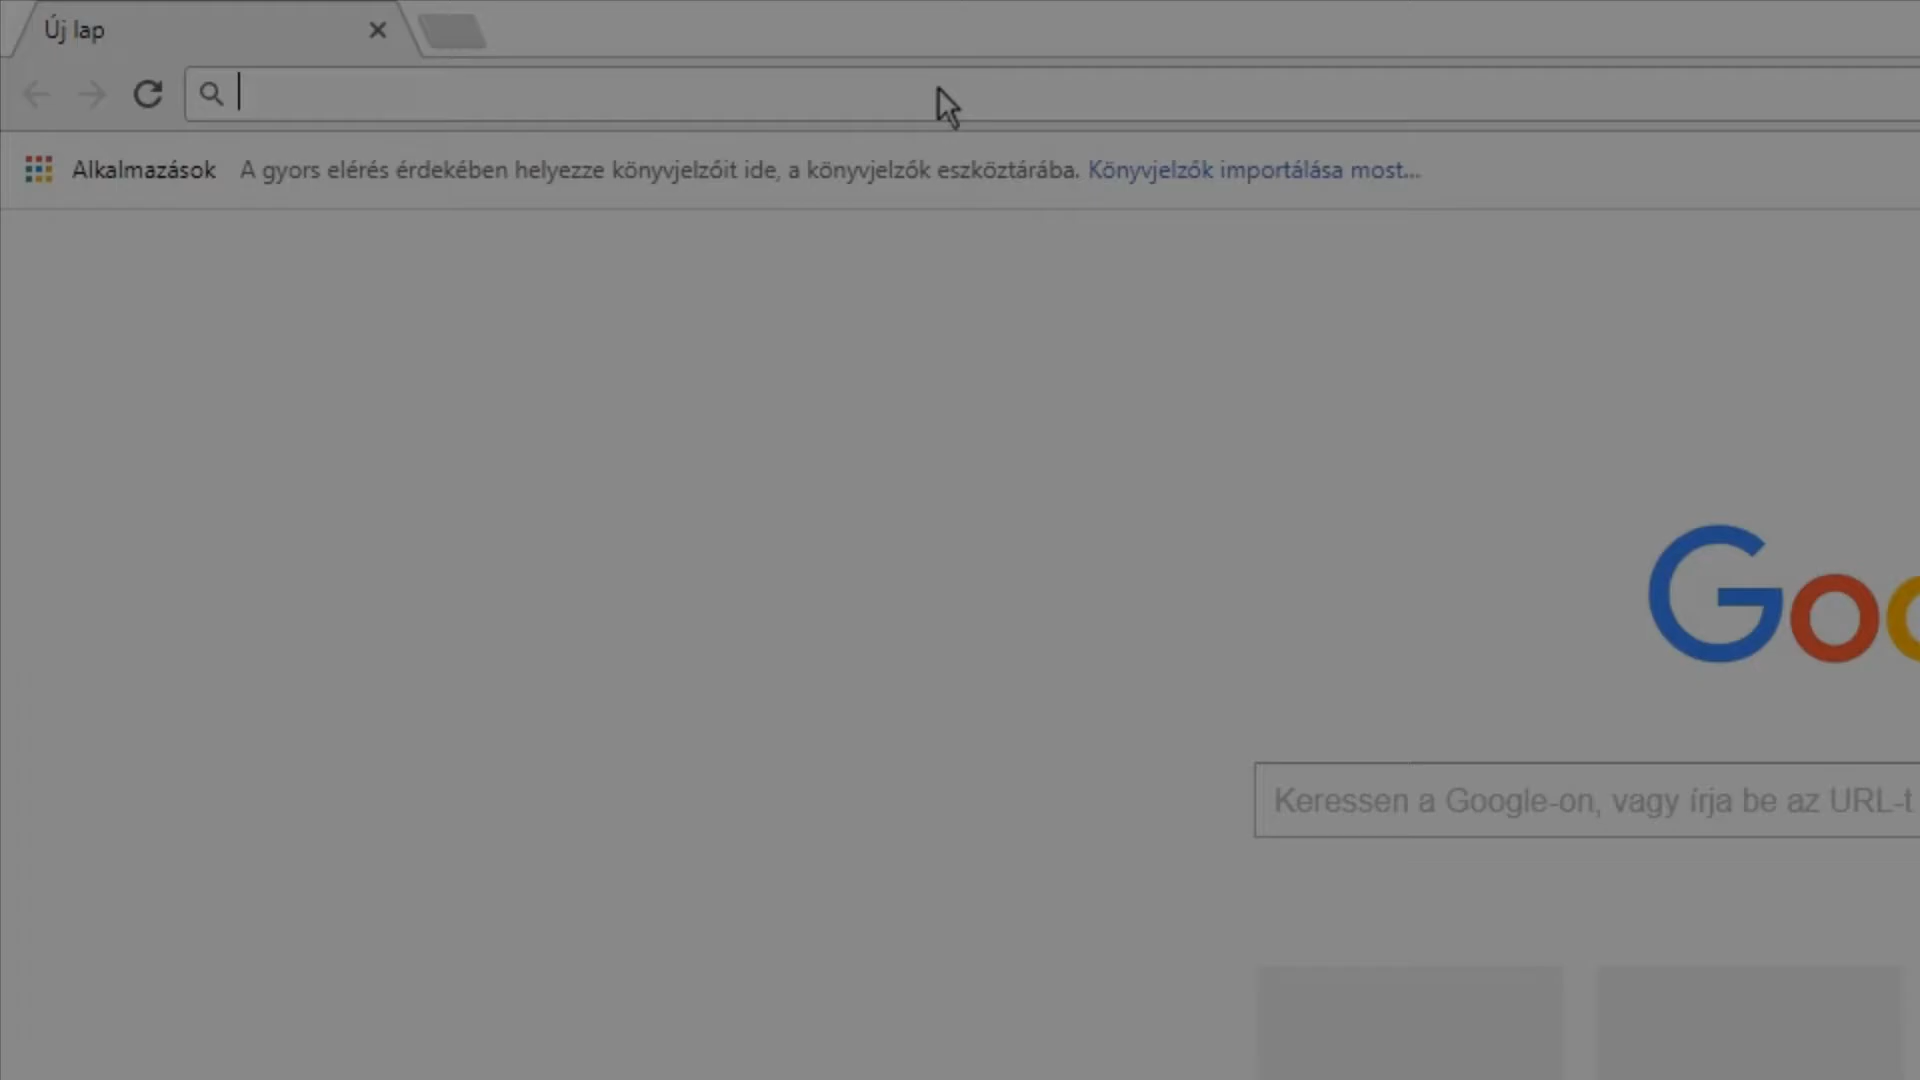 Új lap
Alkalmazások A gyors elérés érdekében helyezze könyvjelzőit ide, a könyvjelzők eszköztárába. Könyvjelzők importálása most...
Goo
Keressen a Google-on, vagy írja be az URL-t